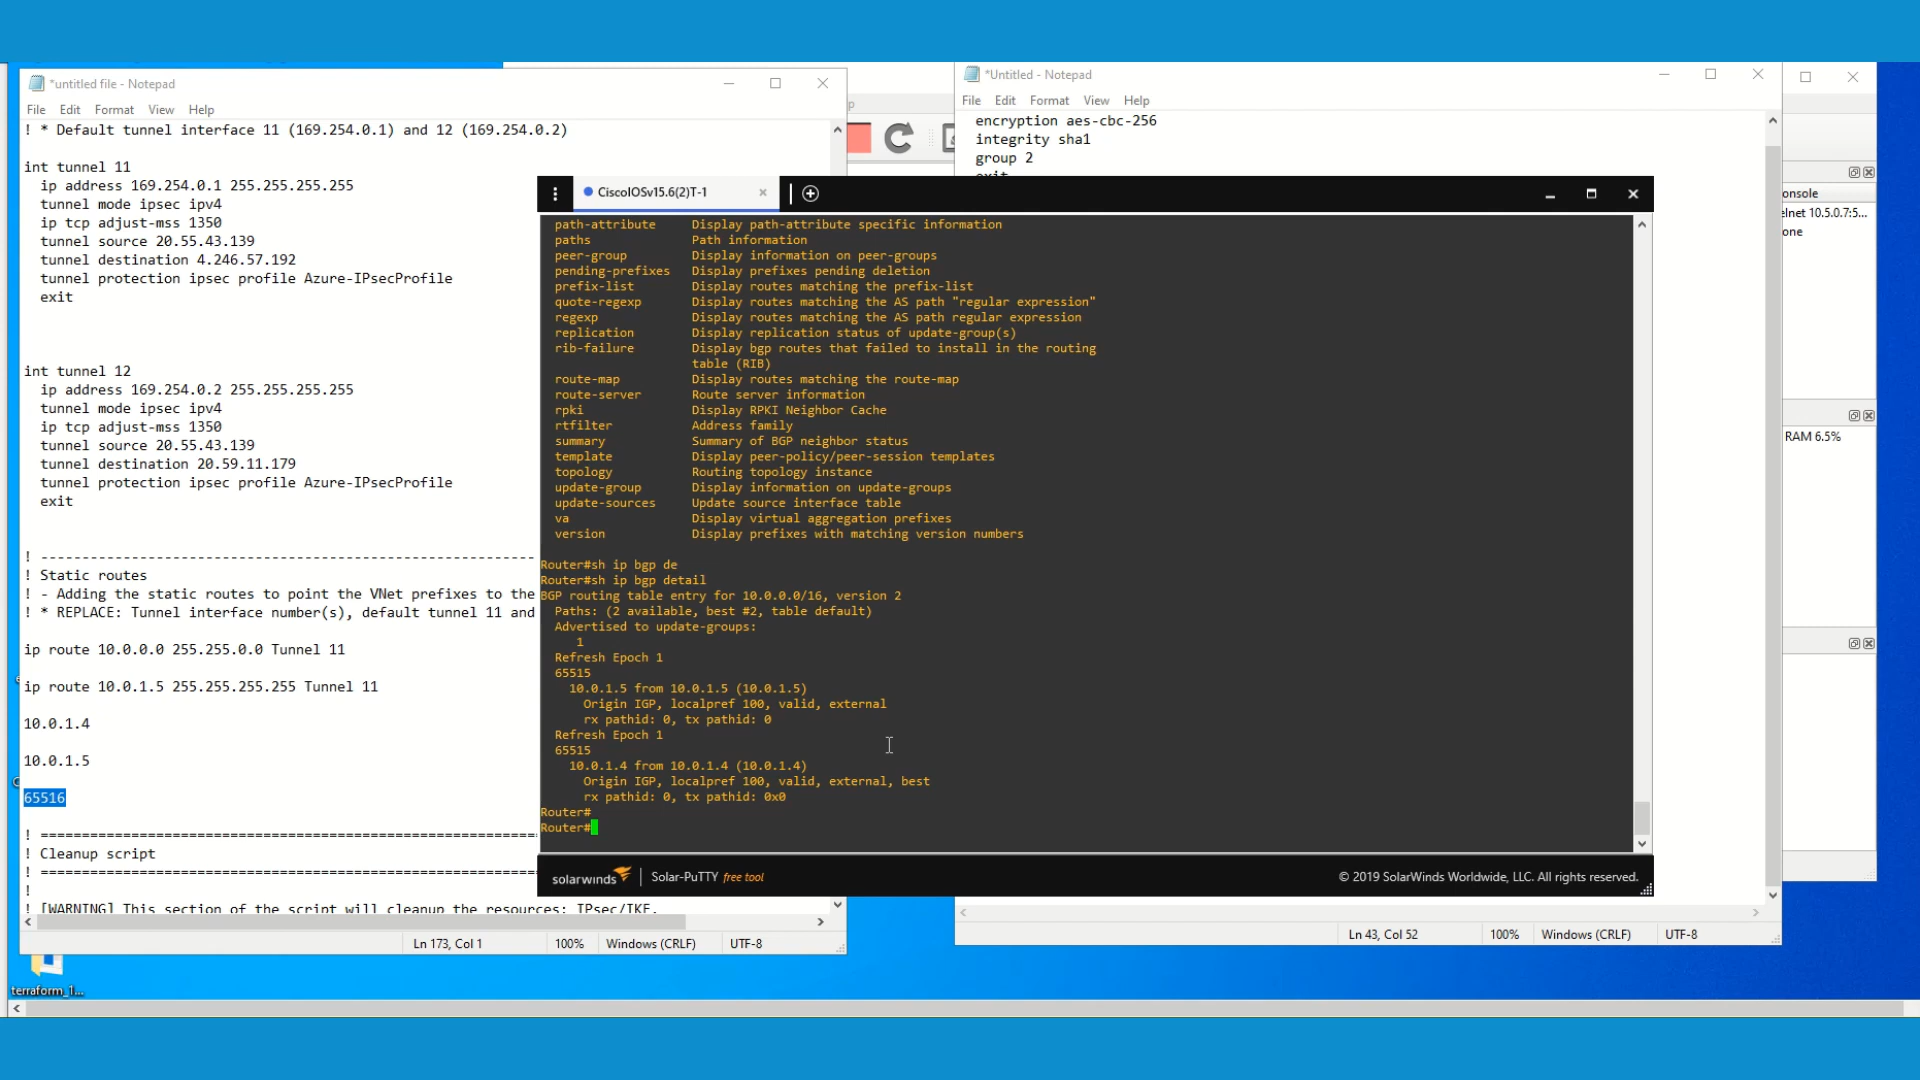 *untitled file - Notepad
File Edit Format View Help
! * Default tunnel interface 11 (169.254.0.1) and 12 (169.254.0.2)
int tunnel 11
ip address 169.254.0.1 255.255.255.255
tunnel mode ipsec ipv4
ip tcp adjust-mss 1350
tunnel source 20.55.43.139
tunnel destination 4.246.57.192
tunnel protection ipsec profile Azure-IPsecProfile
exit
int tunnel 12
ip address 169.254.0.2 255.255.255.255
tunnel mode ipsec ipv4
ip tcp adjust-mss 1350
tunnel source 20.55.43.139
tunnel destination 20.59.11.179
tunnel protection ipsec profile Azure-IPsecProfile
exit
! ------------------------------------------------------------
! Static routes
! - Adding the static routes to point the VNet prefixes to the
! * REPLACE: Tunnel interface number(s), default tunnel 11 and
ip route 10.0.0.0 255.255.0.0 Tunnel 11
ip route 10.0.1.5 255.255.255.255 Tunnel 11
10.0.1.4
10.0.1.5
65516
! ============================================================
! Cleanup script
! ============================================================
!
! [WARNING] This section of the script will cleanup the resources: IPsec/IKE,
Ln 173, Col 1 100% Windows (CRLF) UTF-8
terraform_1...
*Untitled - Notepad
File Edit Format View Help
encryption aes-cbc-256
integrity sha1
group 2
exit
Ln 43, Col 52 100% Windows (CRLF) UTF-8
CiscoIOSv15.6(2)T-1
path-attribute Display path-attribute specific information
paths Path information
peer-group Display information on peer-groups
pending-prefixes Display prefixes pending deletion
prefix-list Display routes matching the prefix-list
quote-regexp Display routes matching the AS path "regular expression"
regexp Display routes matching the AS path regular expression
replication Display replication status of update-group(s)
rib-failure Display bgp routes that failed to install in the routing
table (RIB)
route-map Display routes matching the route-map
route-server Route server information
rpki Display RPKI Neighbor Cache
rtfilter Address family
summary Summary of BGP neighbor status
template Display peer-policy/peer-session templates
topology Routing topology instance
update-group Display information on update-groups
update-sources Update source interface table
va Display virtual aggregation prefixes
version Display prefixes with matching version numbers
Router#sh ip bgp de
Router#sh ip bgp detail
BGP routing table entry for 10.0.0.0/16, version 2
Paths: (2 available, best #2, table default)
Advertised to update-groups:
1
Refresh Epoch 1
65515
10.0.1.5 from 10.0.1.5 (10.0.1.5)
Origin IGP, localpref 100, valid, external
rx pathid: 0, tx pathid: 0
Refresh Epoch 1
65515
10.0.1.4 from 10.0.1.4 (10.0.1.4)
Origin IGP, localpref 100, valid, external, best
rx pathid: 0, tx pathid: 0x0
Router#
Router#
solarwinds Solar-PuTTY free tool
© 2019 SolarWinds Worldwide, LLC. All rights reserved.
onsole
elnet 10.5.0.7:5...
one
RAM 6.5%